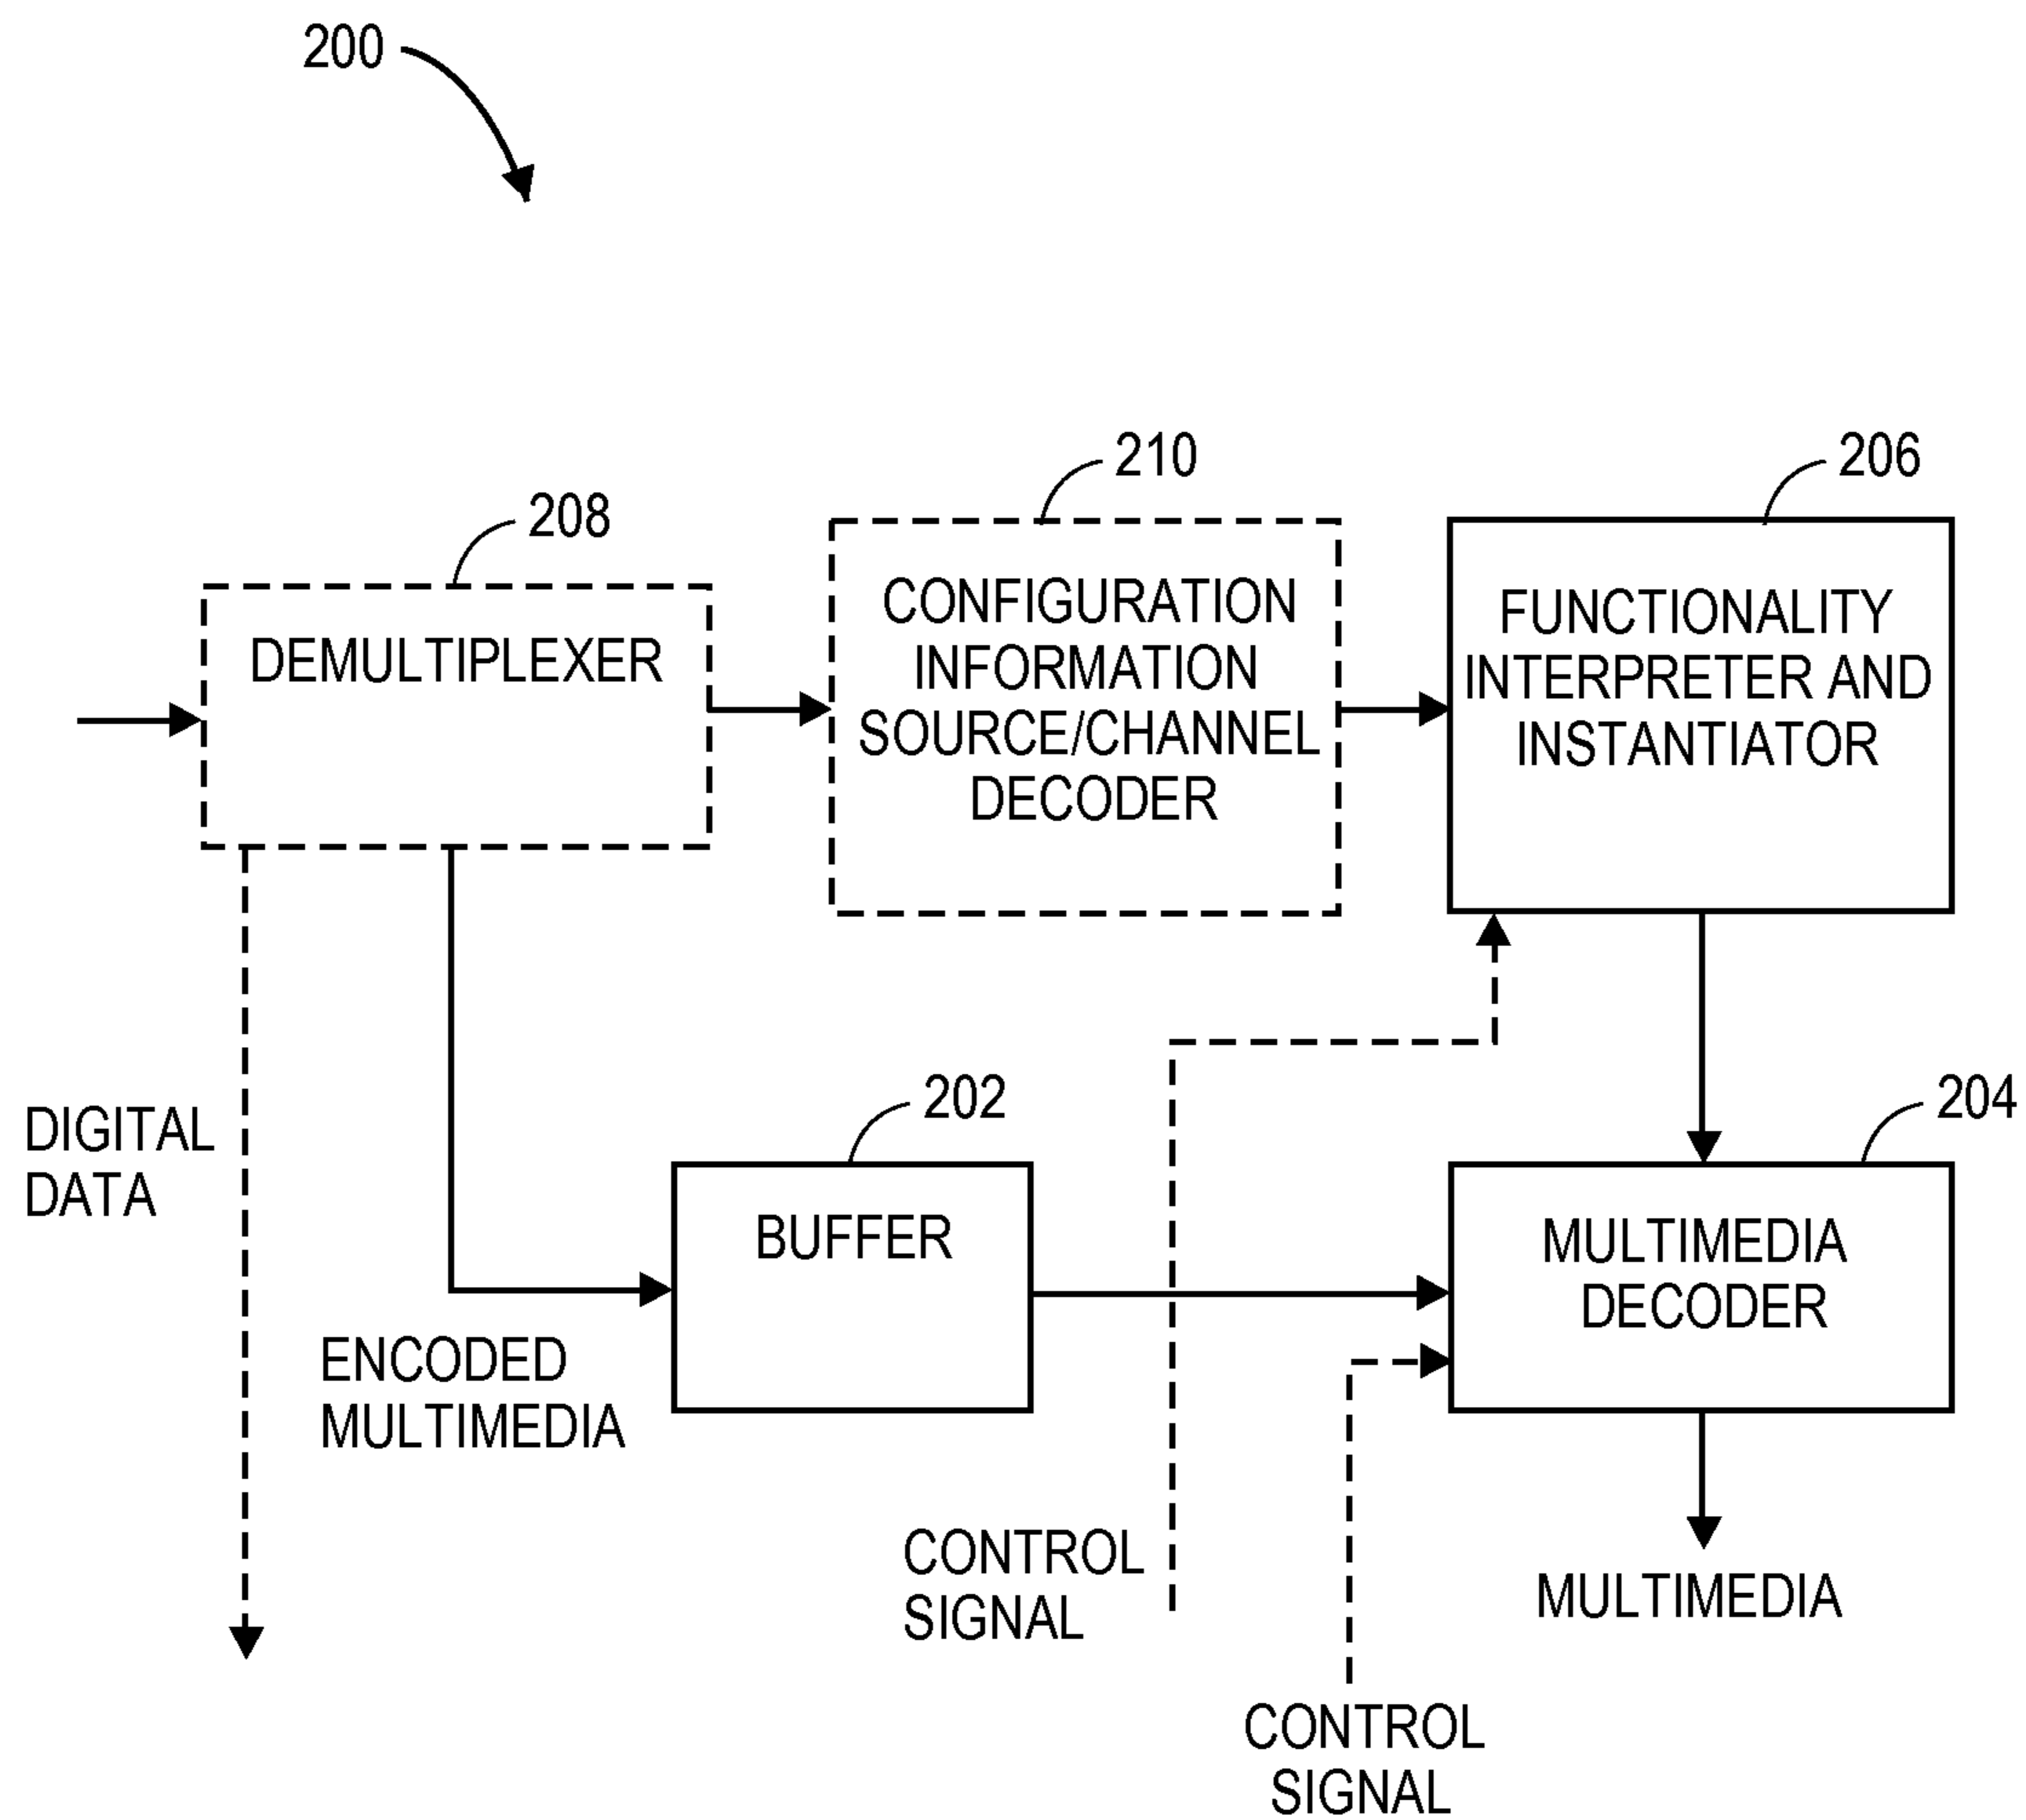 200
210
206
208
CONFIGURATION
INFORMATION
SOURCE/CHANNEL
DECODER
FUNCTIONALITY
INTERPRETER AND
INSTANTIATOR
DEMULTIPLEXER
202
204
DIGITAL
DATA
BUFFER
MULTIMEDIA
DECODER
ENCODED
MULTIMEDIA
CONTROL
SIGNAL
MULTIMEDIA
CONTROL
SIGNAL